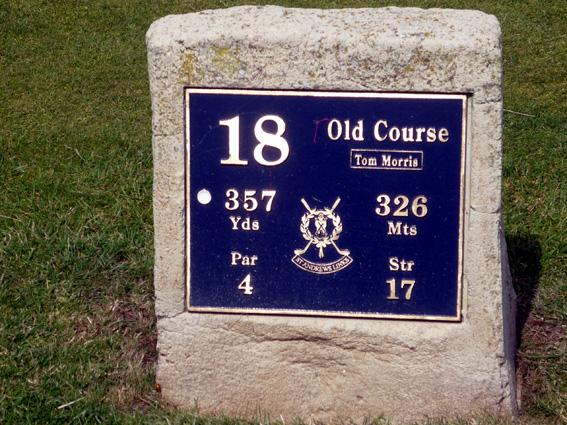 18 Old Course
Tom Morris
357 326
Yds Mts
Par Str
4 17
ST ANDREWS LINKS